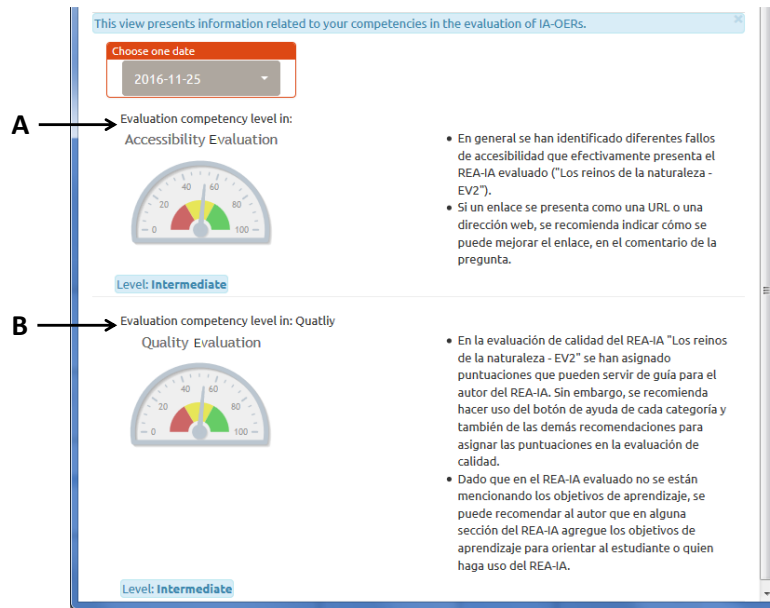 This view presents information related to your competencies in the evaluation of IA-OERs.
×
Choose one date
2016-11-25
A
Evaluation competency level in:
Accessibility Evaluation
0
20
40
60
80
100
Level: Intermediate
• En general se han identificado diferentes fallos
de accesibilidad que efectivamente presenta el
REA-IA evaluado ("Los reinos de la naturaleza -
EV2").
• Si un enlace se presenta como una URL o una
dirección web, se recomienda indicar cómo se
puede mejorar el enlace, en el comentario de la
pregunta.
B
Evaluation competency level in: Quatliy
Quality Evaluation
0
20
40
60
80
100
• En la evaluación de calidad del REA-IA "Los reinos
de la naturaleza - EV2" se han asignado
puntuaciones que pueden servir de guía para el
autor del REA-IA. Sin embargo, se recomienda
hacer uso del botón de ayuda de cada categoría y
también de las demás recomendaciones para
asignar las puntuaciones en la evaluación de
calidad.
• Dado que en el REA-IA evaluado no se están
mencionando los objetivos de aprendizaje, se
puede recomendar al autor que en alguna
sección del REA-IA agregue los objetivos de
aprendizaje para orientar al estudiante o quien
haga uso del REA-IA.
Level: Intermediate